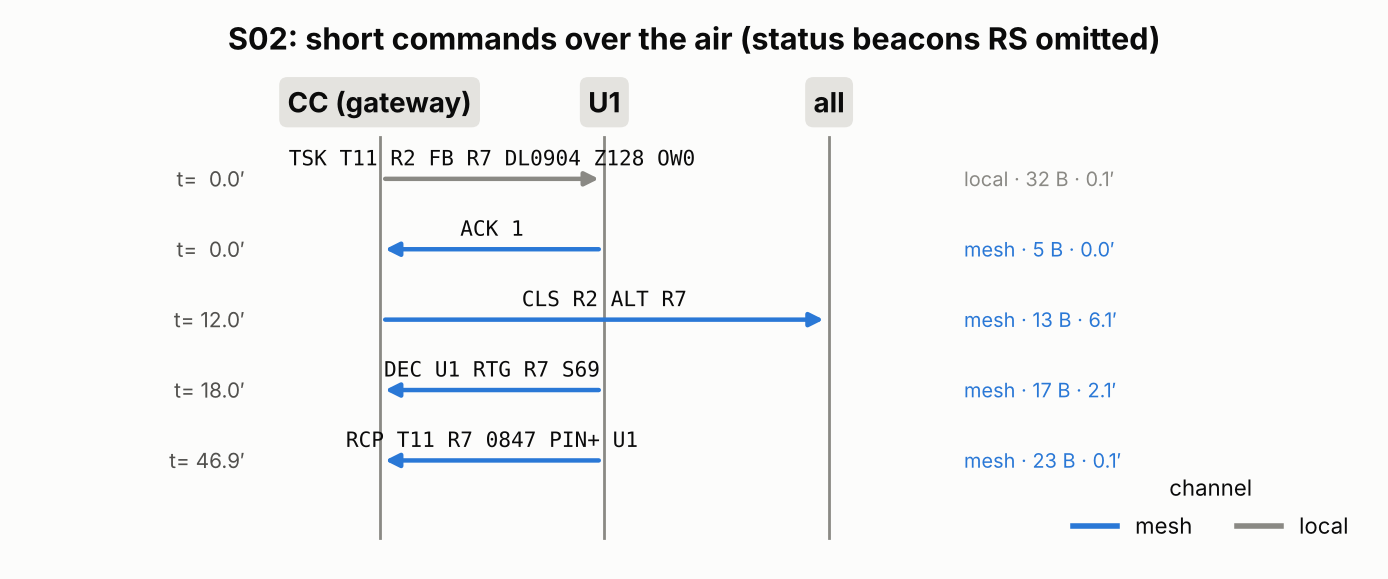 S02: short commands over the air (status beacons RS omitted)
CC (gateway) U1 all
TSK T11 R2 FB R7 DL0904 Z128 OW0
t= 0.0′ local · 32 B · 0.1′
ACK 1
t= 0.0′ mesh · 5 B · 0.0′
CLS R2 ALT R7
t= 12.0′ mesh · 13 B · 6.1′
DEC U1 RTG R7 S69
t= 18.0′ mesh · 17 B · 2.1′
RCP T11 R7 0847 PIN+ U1
t= 46.9′ mesh · 23 B · 0.1′
channel
mesh local